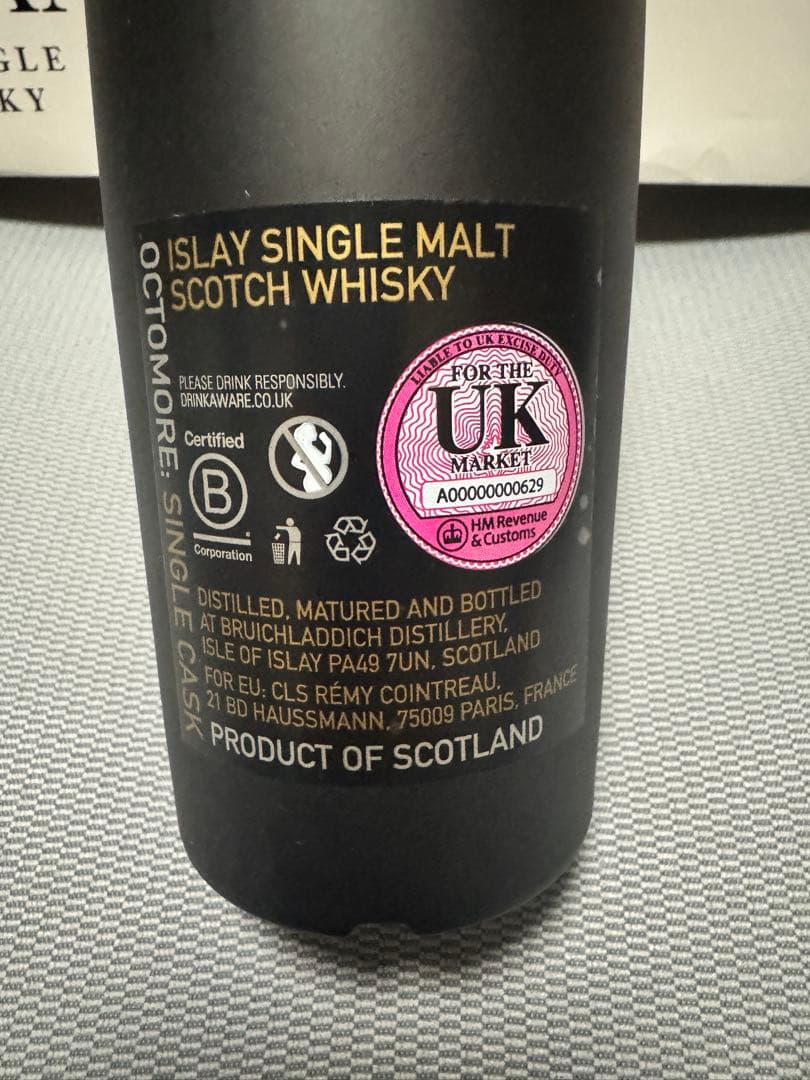 GLE
KY
OCTOMORE: SINGLE CASK
ISLAY SINGLE MALT
SCOTCH WHISKY
PLEASE DRINK RESPONSIBLY.
DRINKAWARE.CO.UK
Certified
B
Corporation
LIABLE TO UK EXCISE DUTY
FOR THE
UK
MARKET
A00000000629
HM Revenue
& Customs
DISTILLED, MATURED AND BOTTLED
AT BRUICHLADDICH DISTILLERY,
ISLE OF ISLAY PA49 7UN, SCOTLAND
FOR EU: CLS RÉMY COINTREAU,
21 BD HAUSSMANN, 75009 PARIS, FRANCE
PRODUCT OF SCOTLAND